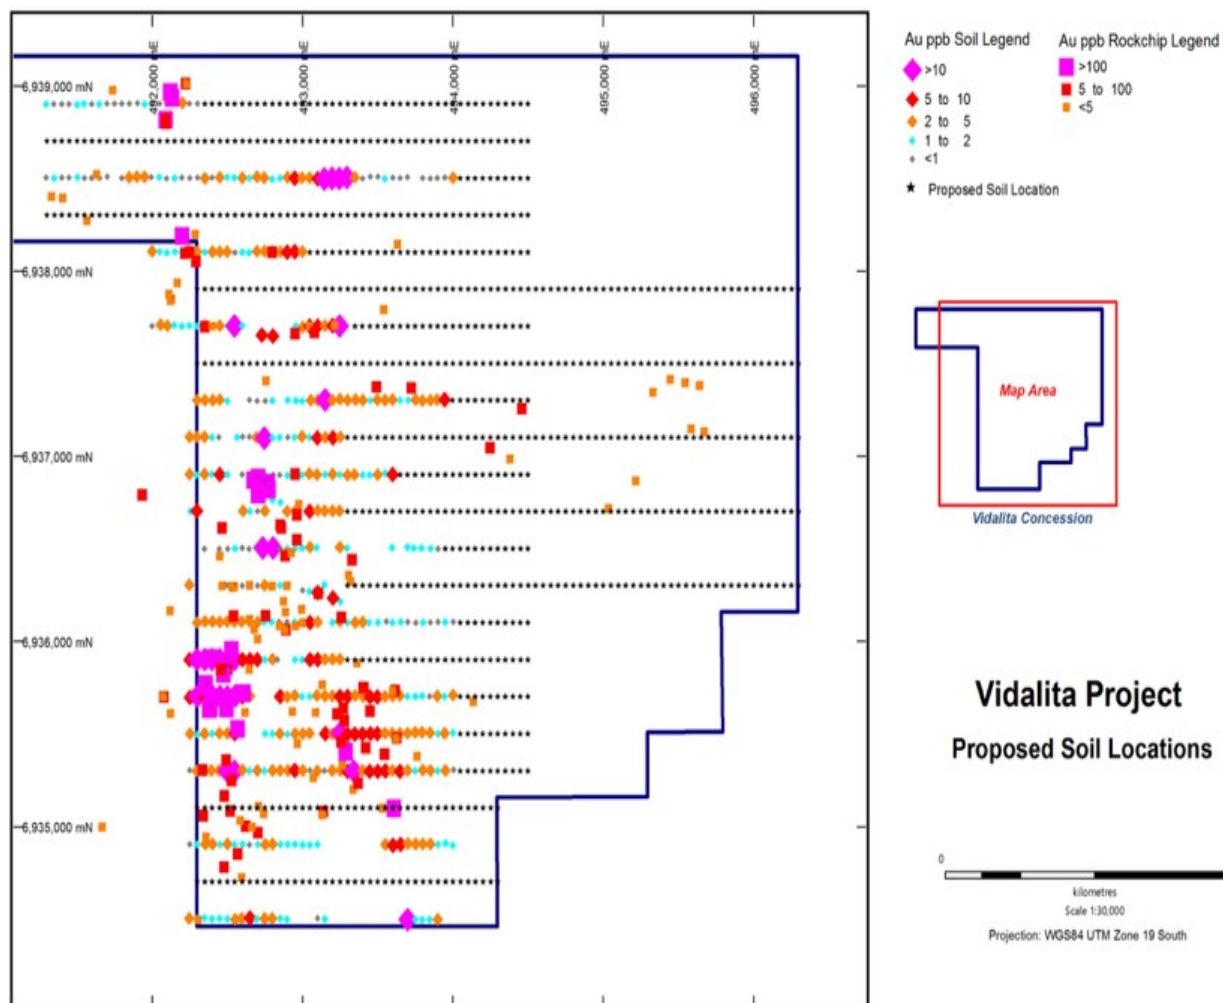 492,000 mE
493,000 mE
494,000 mE
495,000 mE
496,000 mE
6,939,000 mN
6,938,000 mN
6,937,000 mN
6,936,000 mN
6,935,000 mN
Au ppb Soil Legend
>10
5 to 10
2 to 5
1 to 2
<1
Proposed Soil Location
Au ppb Rockchip Legend
>100
5 to 100
<5
Map Area
Vidalita Concession
Vidalita Project
Proposed Soil Locations
0
kilometres
Scale 1:30,000
Projection: WGS84 UTM Zone 19 South